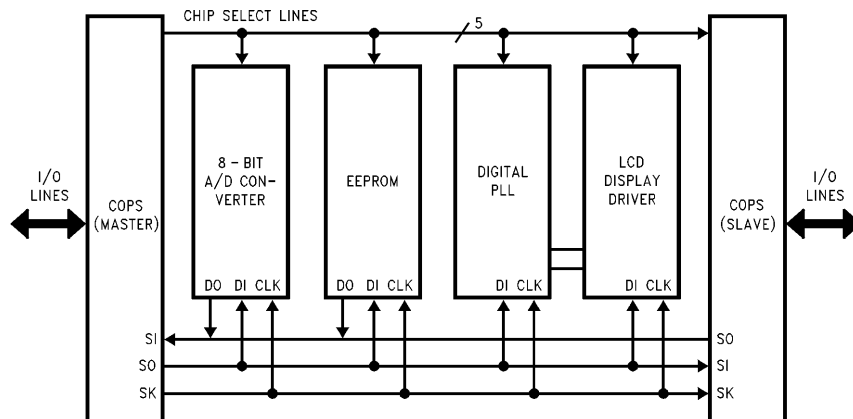 CHIP SELECT LINES
5
8 - BIT
A/D CON-
VERTER
EEPROM
DIGITAL
PLL
LCD
DISPLAY
DRIVER
I/O
LINES
COPS
(MASTER)
COPS
(SLAVE)
I/O
LINES
DO DI CLK
DO DI CLK
DI CLK
DI CLK
SI
SO
SO
SI
SK
SK